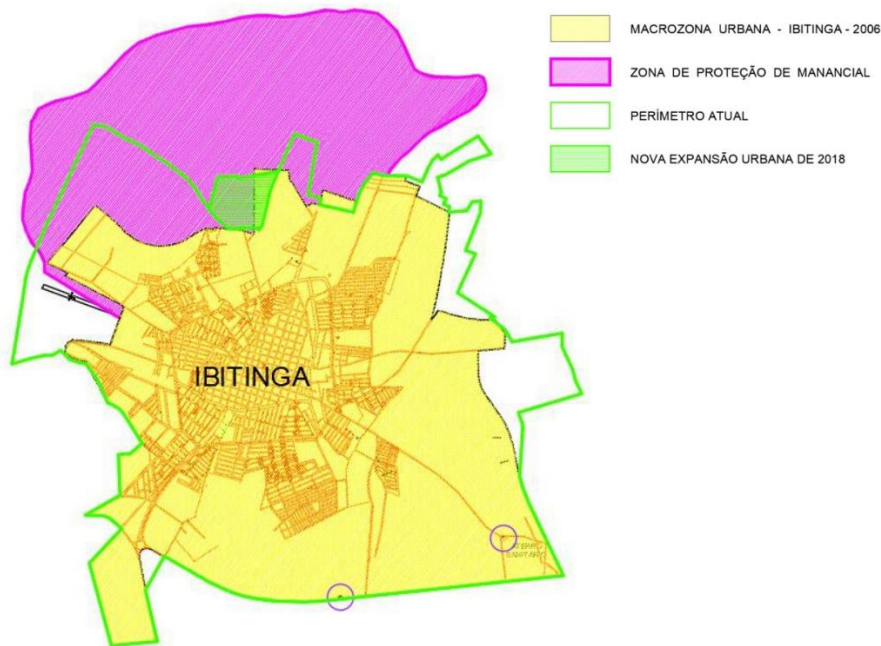 MACROZONA URBANA - IBITINGA - 2006
ZONA DE PROTEÇÃO DE MANANCIAL
PERÍMETRO ATUAL
NOVA EXPANSÃO URBANA DE 2018
IBITINGA